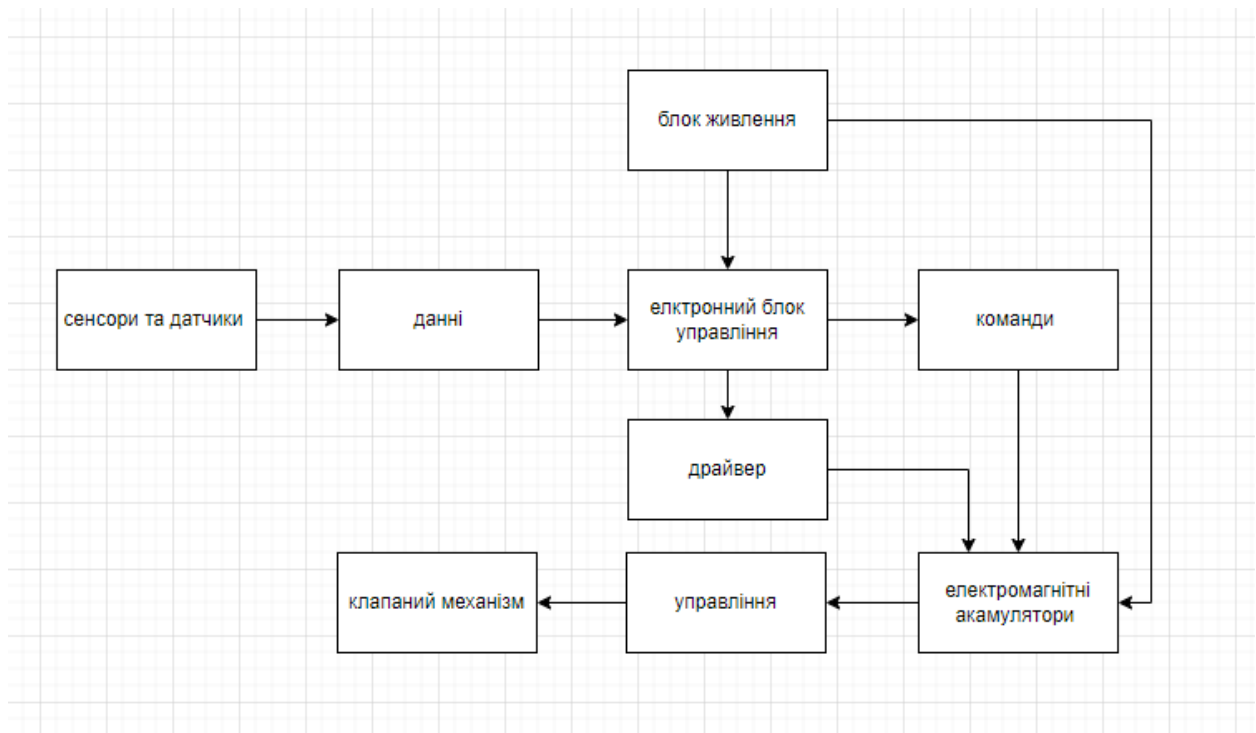 блок живлення
сенсори та датчики
данні
елктронний блок
управління
команди
драйвер
клапаний механізм
управління
електромагнітні
акамулятори